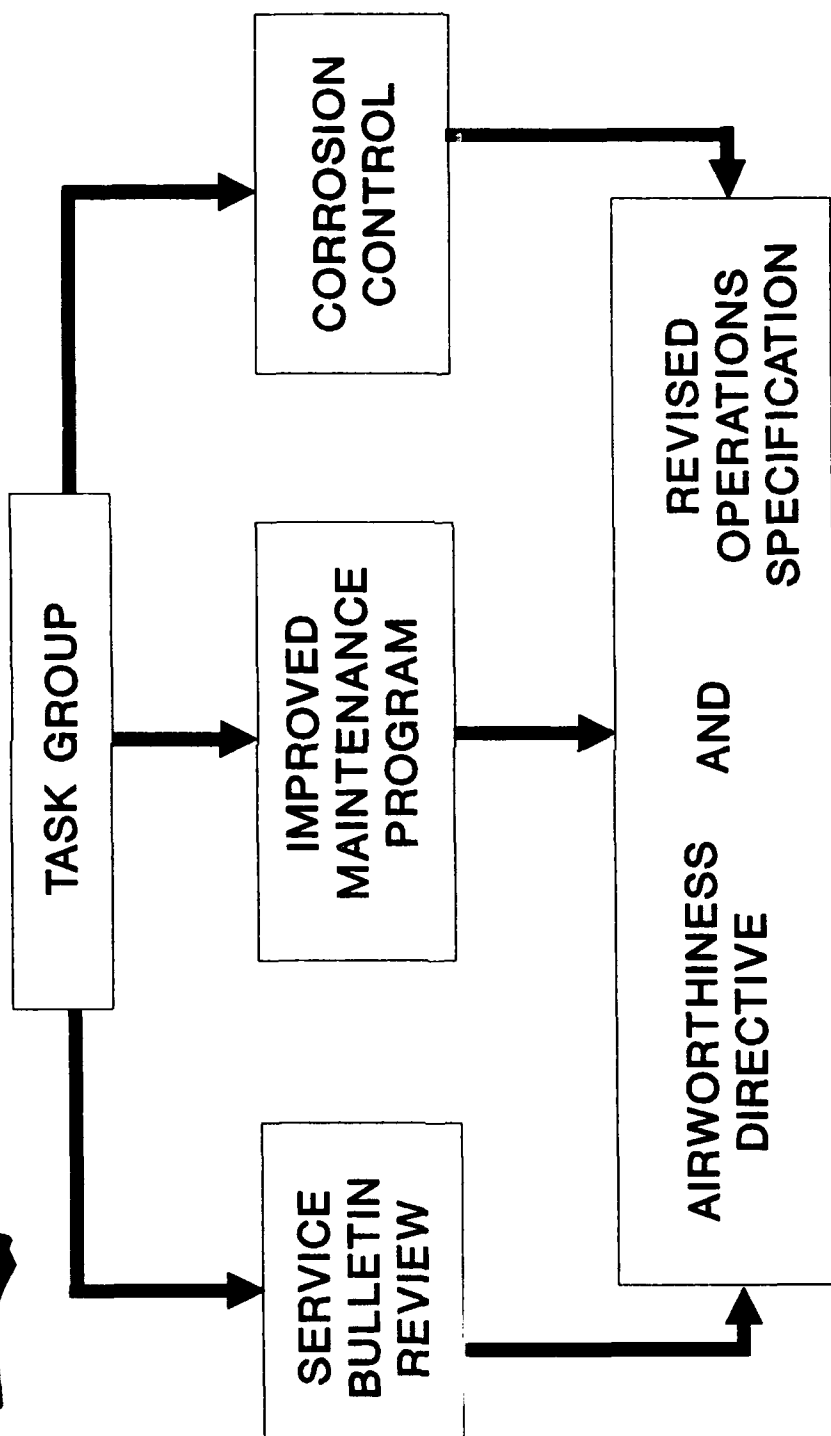 TASK GROUP
SERVICE
BULLETIN
REVIEW
IMPROVED
MAINTENANCE
PROGRAM
CORROSION
CONTROL
AIRWORTHINESS
DIRECTIVE
AND
REVISED
OPERATIONS
SPECIFICATION